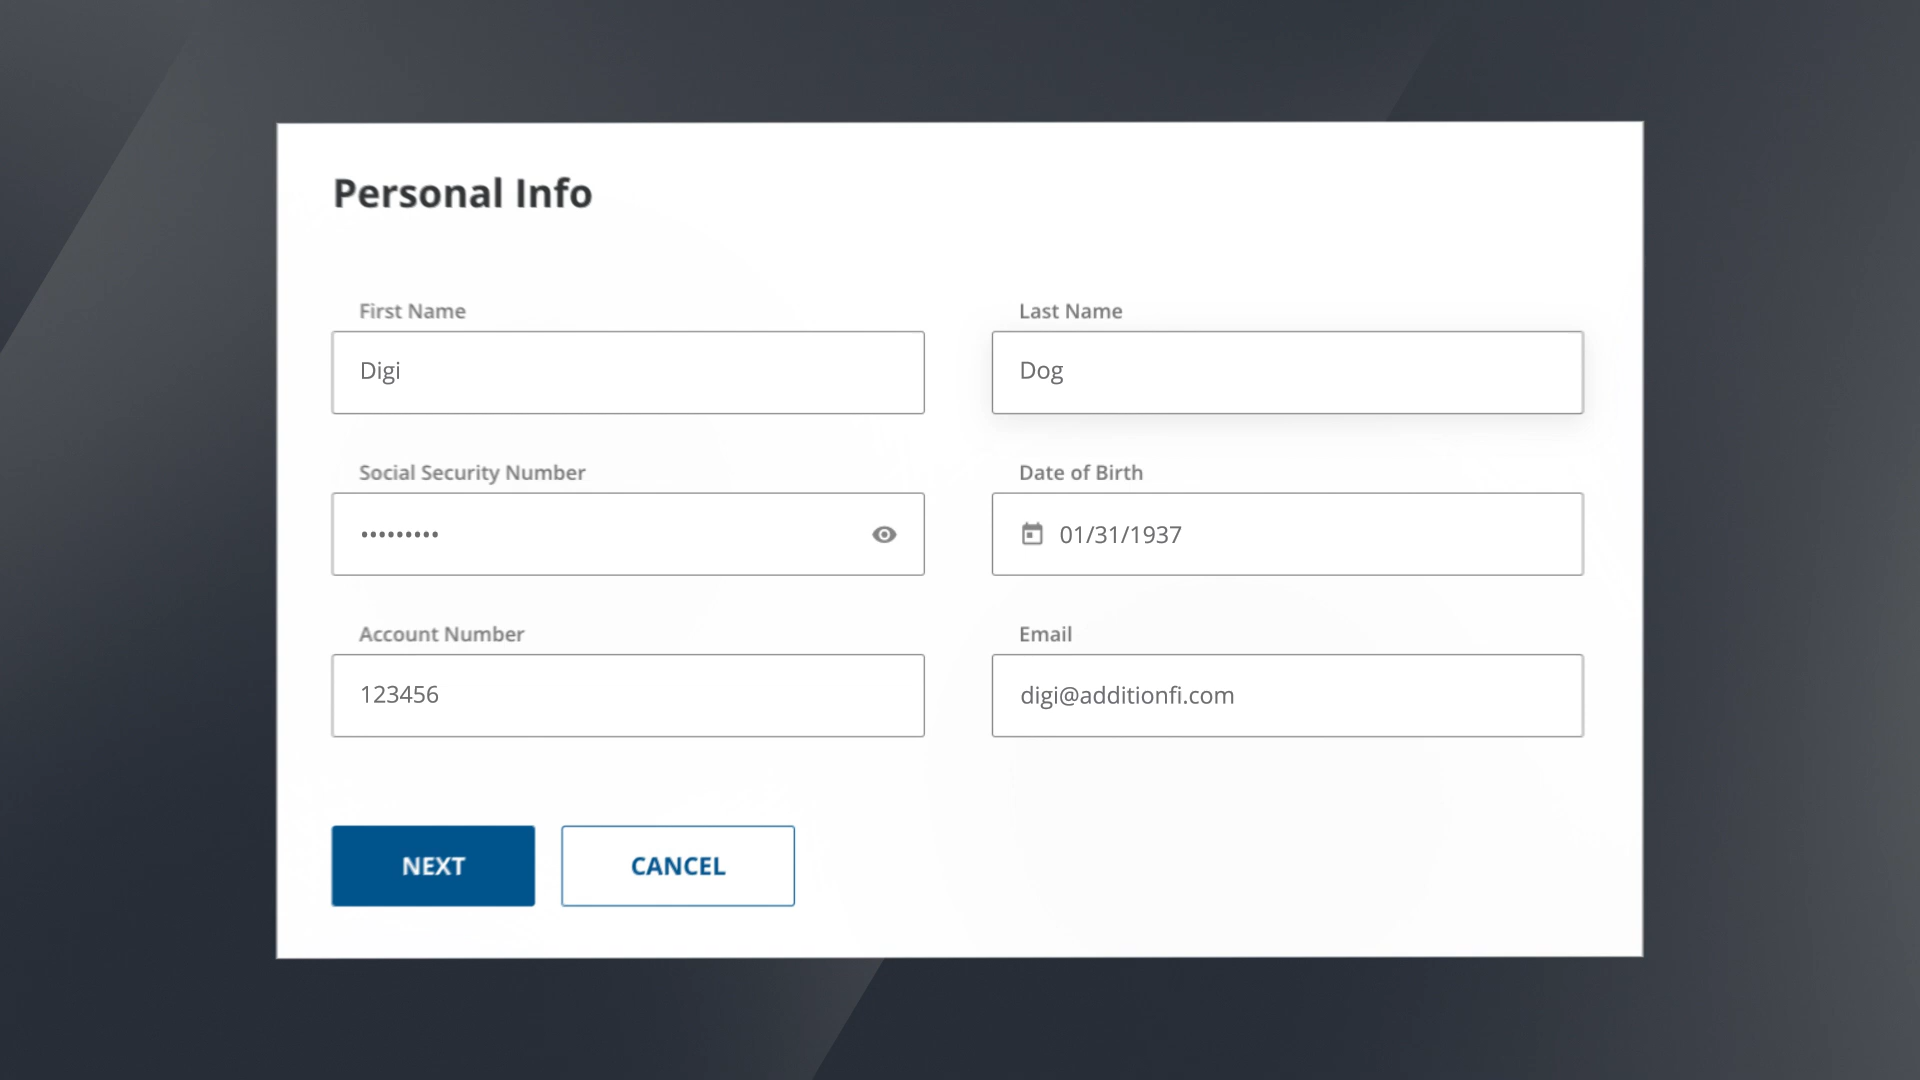 Personal Info
First Name
Last Name
Digi
Dog
Social Security Number
Date of Birth
•••••••••
01/31/1937
Account Number
Email
123456
digi@additionfi.com
NEXT
CANCEL